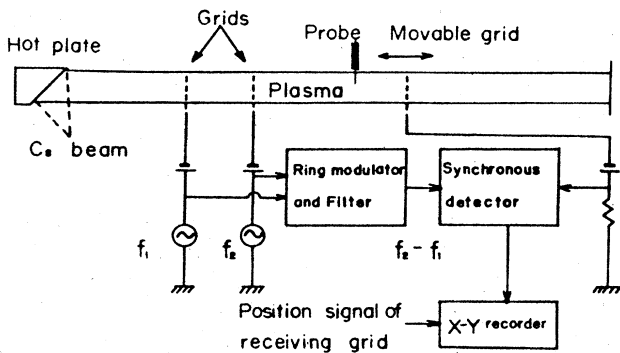 Grids
Hot plate
Probe
Movable grid
Plasma
Cs beam
Ring modulator
and Filter
Synchronous
detector
f1
f2
f2 - f1
Position signal of
receiving grid
X-Y recorder